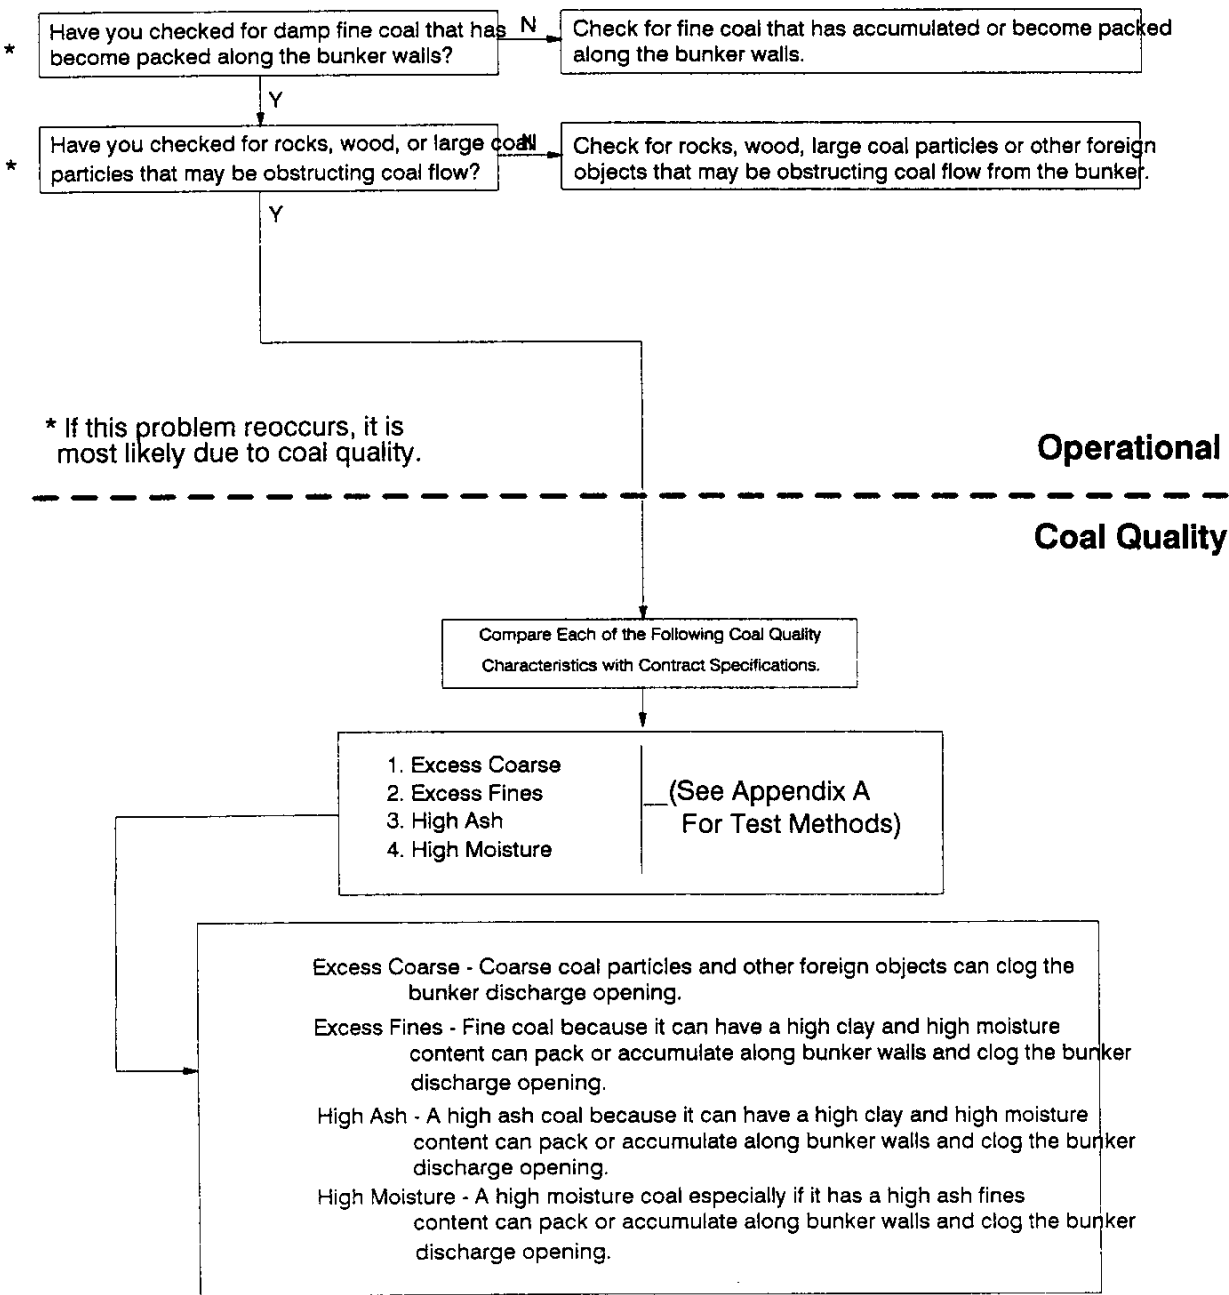 Have you checked for damp fine coal that has
become packed along the bunker walls?
N
Check for fine coal that has accumulated or become packed
along the bunker walls.
*
Y
Have you checked for rocks, wood, or large coal
particles that may be obstructing coal flow?
N
Check for rocks, wood, large coal particles or other foreign
objects that may be obstructing coal flow from the bunker.
*
Y
* If this problem reoccurs, it is
most likely due to coal quality.
Operational
Coal Quality
Compare Each of the Following Coal Quality
Characteristics with Contract Specifications.
1. Excess Coarse
2. Excess Fines
3. High Ash
4. High Moisture
(See Appendix A
For Test Methods)
Excess Coarse - Coarse coal particles and other foreign objects can clog the
bunker discharge opening.
Excess Fines - Fine coal because it can have a high clay and high moisture
content can pack or accumulate along bunker walls and clog the bunker
discharge opening.
High Ash - A high ash coal because it can have a high clay and high moisture
content can pack or accumulate along bunker walls and clog the bunker
discharge opening.
High Moisture - A high moisture coal especially if it has a high ash fines
content can pack or accumulate along bunker walls and clog the bunker
discharge opening.